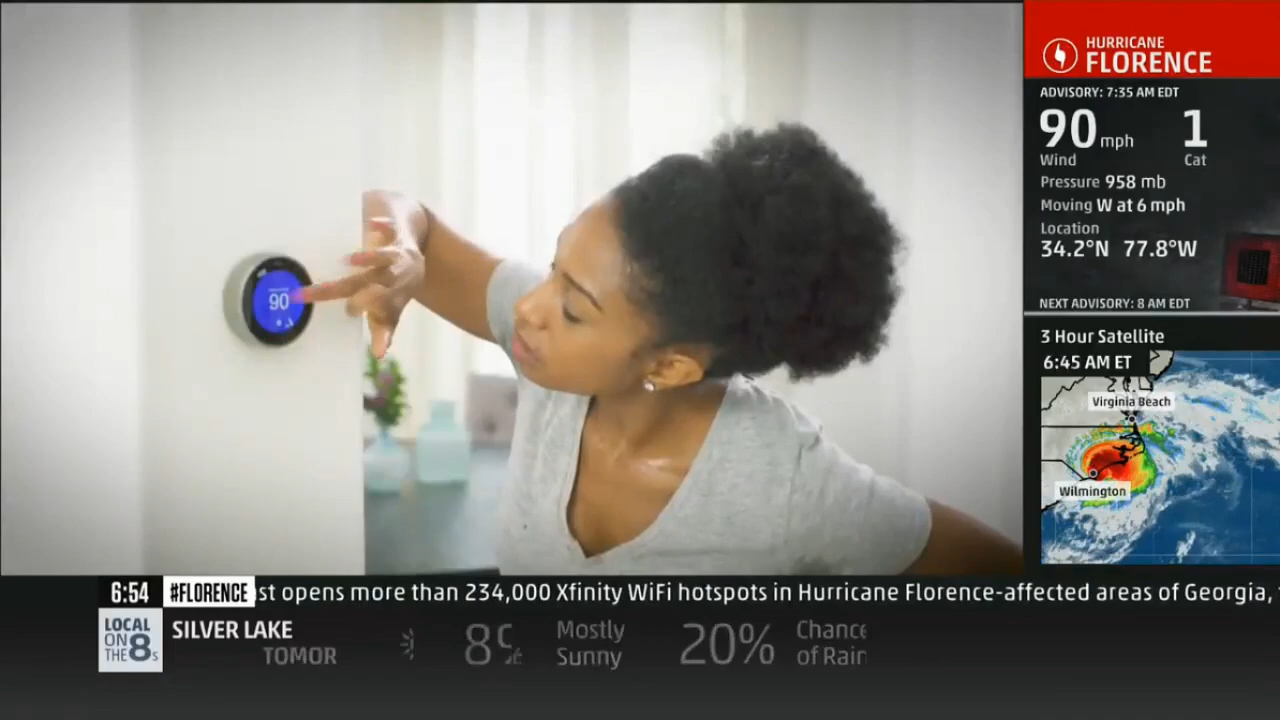 90
HURRICANE
FLORENCE
ADVISORY: 7:35 AM EDT
90 mph 1
Wind Cat
Pressure 958 mb
Moving W at 6 mph
Location
34.2°N 77.8°W
NEXT ADVISORY: 8 AM EDT
3 Hour Satellite
6:45 AM ET
Virginia Beach
Wilmington
6:54 #FLORENCE st opens more than 234,000 Xfinity WiFi hotspots in Hurricane Florence-affected areas of Georgia,
LOCAL
ON
THE 8s
SILVER LAKE
TOMOR
Mostly
Sunny
20%
Chance
of Rain